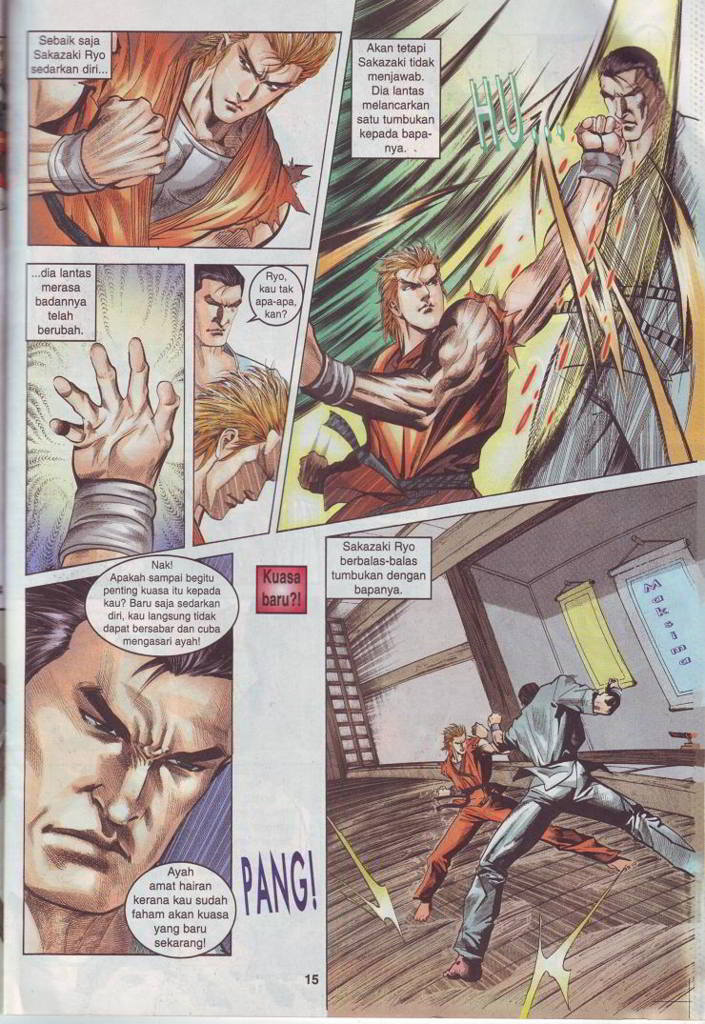 Sebaik saja
Sakazaki Ryo
sedarkan diri...
...dia lantas
merasa
badannya
telah
berubah.
Ryo,
kau tak
apa-apa,
kan?
Akan tetapi
Sakazaki tidak
menjawab.
Dia lantas
melancarkan
satu tumbukan
kepada bapa-
nya.
HU...
Nak!
Apakah sampai begitu
penting kuasa itu kepada
kau? Baru saja sedarkan
diri, kau langsung tidak
dapat bersabar dan cuba
mengasari ayah!
Kuasa
baru?!
Ayah
amat hairan
kerana kau sudah
faham akan kuasa
yang baru
sekarang!
PANG!
Sakazaki Ryo
berbalas-balas
tumbukan dengan
bapanya.
15